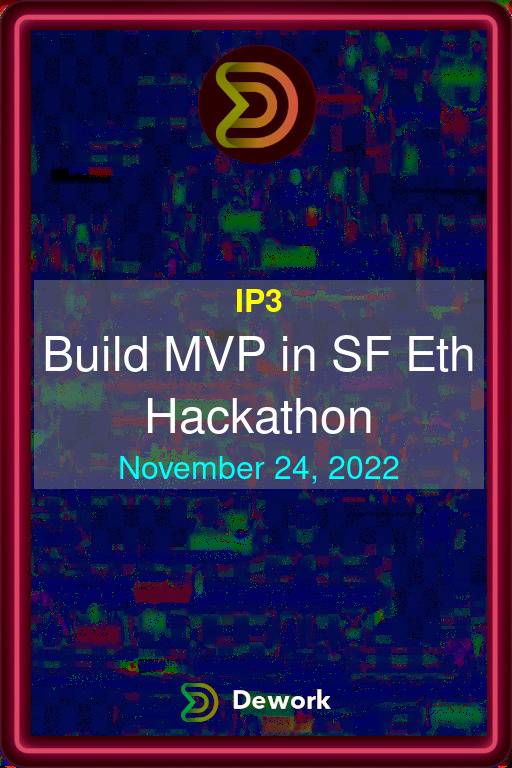 IP3
Build MVP in SF Eth
Hackathon
November 24, 2022
Dework